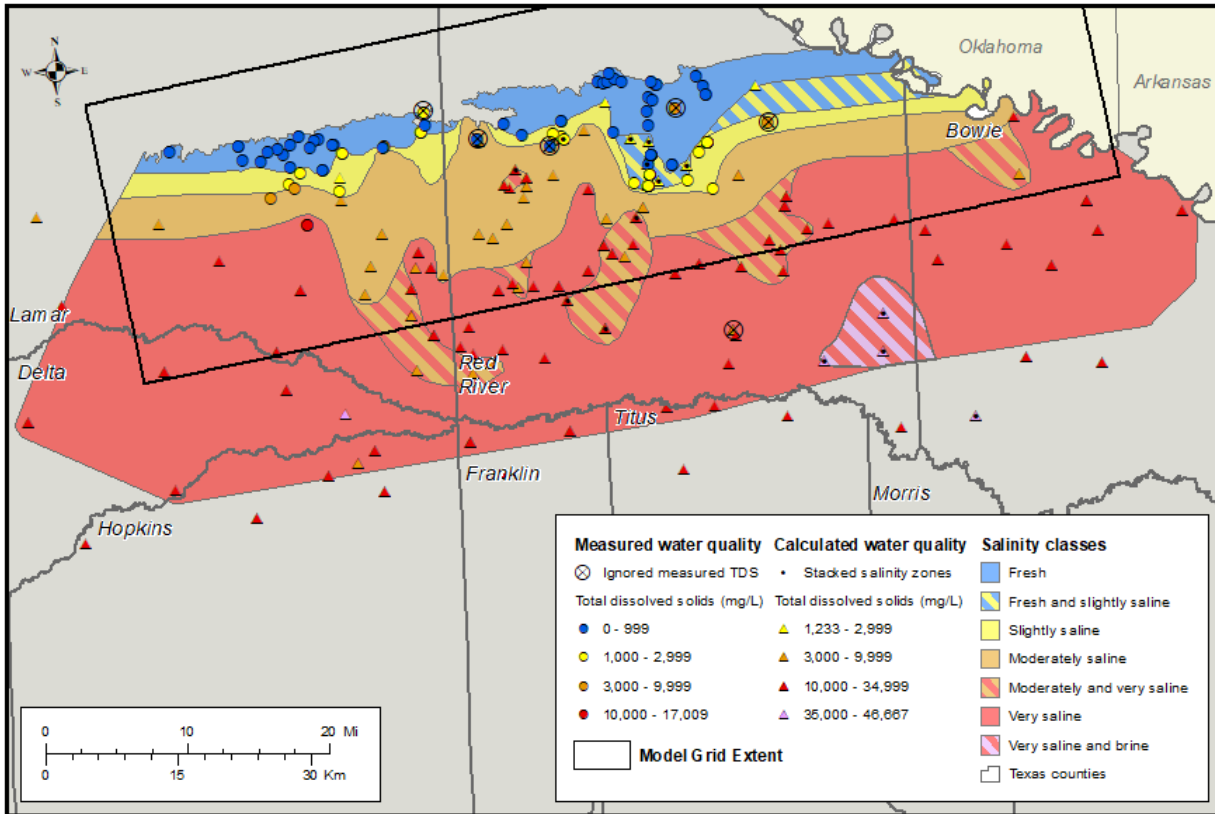 N
W E
S
Oklahoma
Arkansas
Bowie
Lamar
Delta
Red
River
Titus
Franklin
Morris
Hopkins
Measured water quality
Ignored measured TDS
Total dissolved solids (mg/L)
0 - 999
1,000 - 2,999
3,000 - 9,999
10,000 - 17,009
Model Grid Extent
Calculated water quality
Stacked salinity zones
Total dissolved solids (mg/L)
1,233 - 2,999
3,000 - 9,999
10,000 - 34,999
35,000 - 46,667
Salinity classes
Fresh
Fresh and slightly saline
Slightly saline
Moderately saline
Moderately and very saline
Very saline
Very saline and brine
Texas counties
0 10 20 Mi
0 15 30 Km